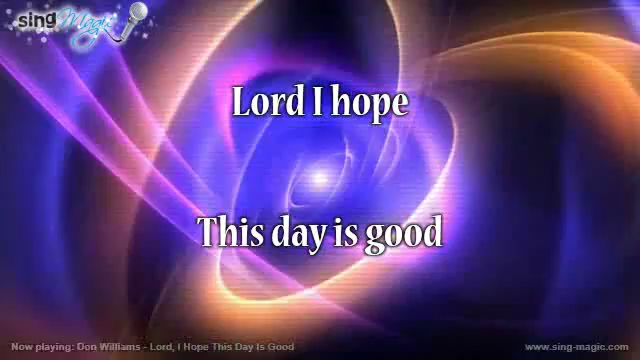 sing
Magic
Lord I hope
This day is good
Now playing: Don Williams - Lord, I Hope This Day Is Good
www.sing-magic.com